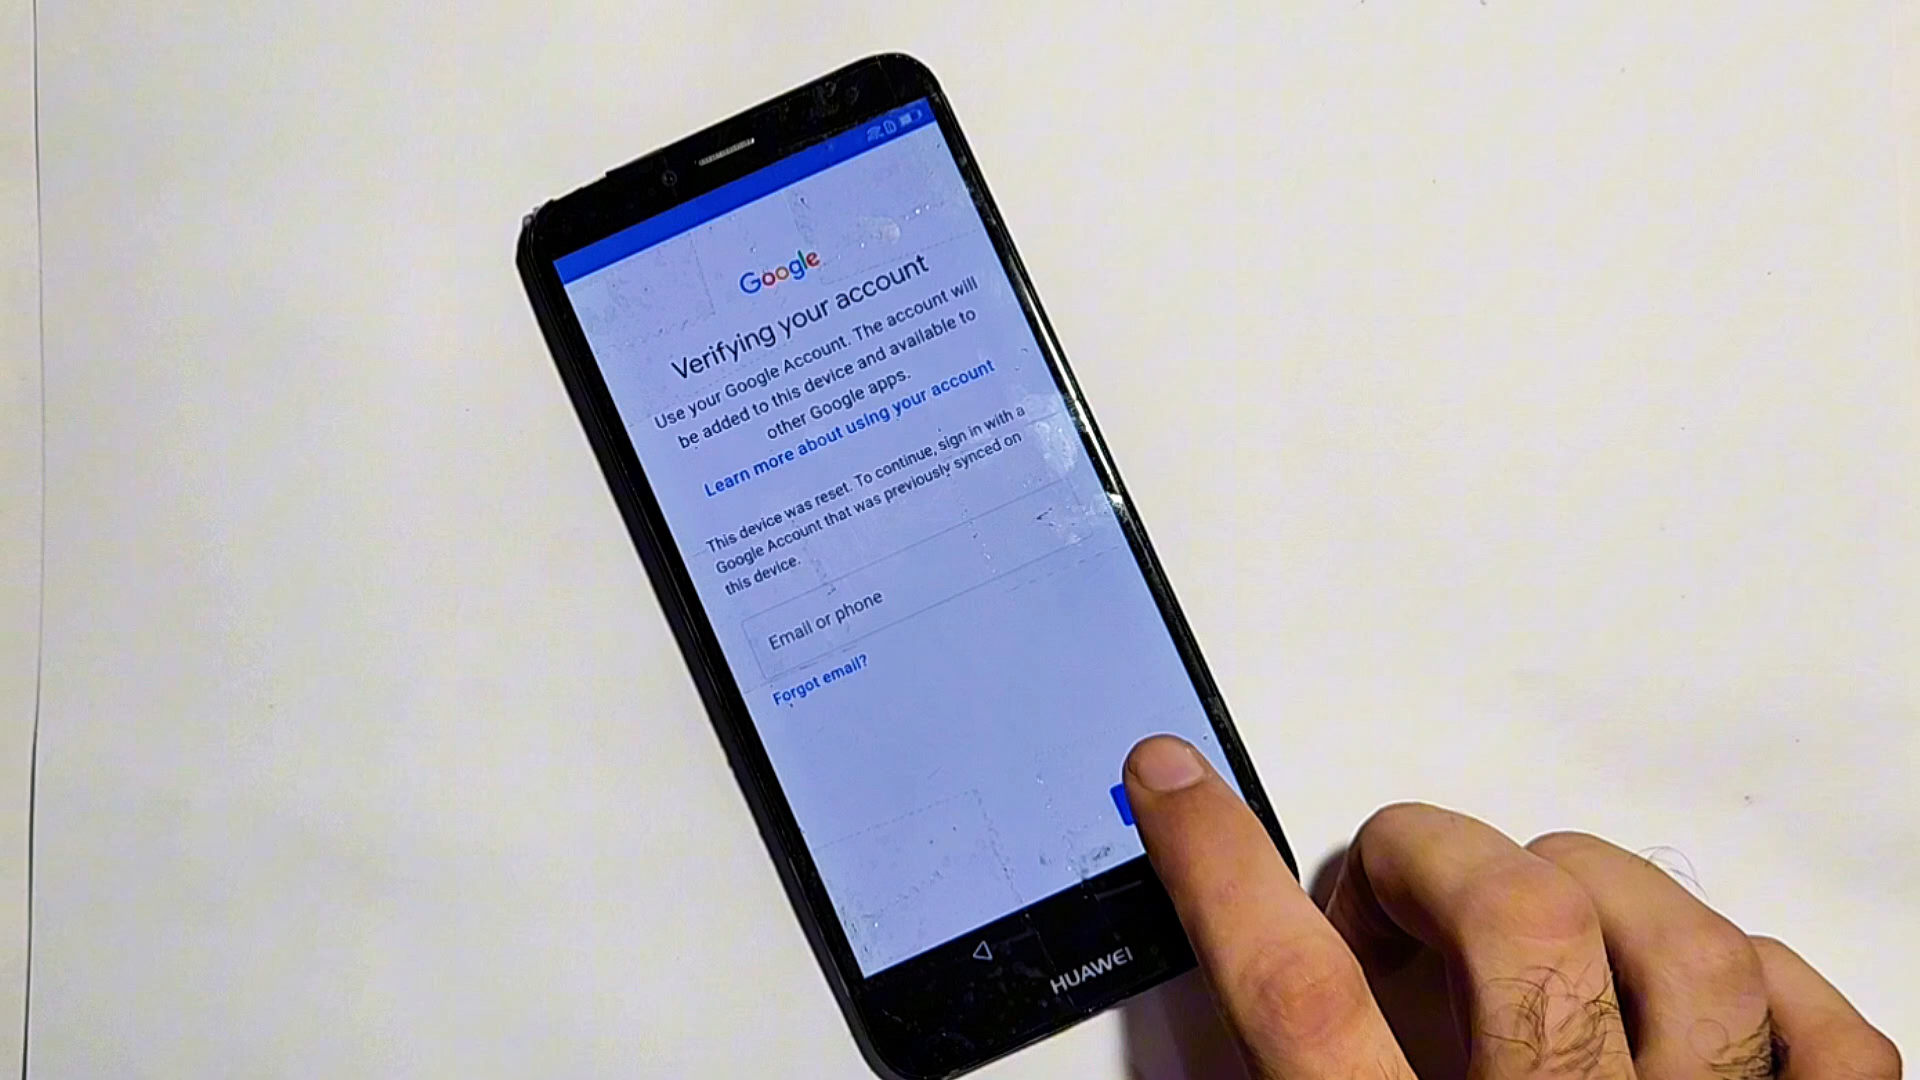 Google
Verifying your account
Use your Google Account. The account will
be added to this device and available to
other Google apps.
Learn more about using your account
This device was reset. To continue, sign in with a
Google Account that was previously synced on
this device.
Email or phone
Forgot email?
HUAWEI